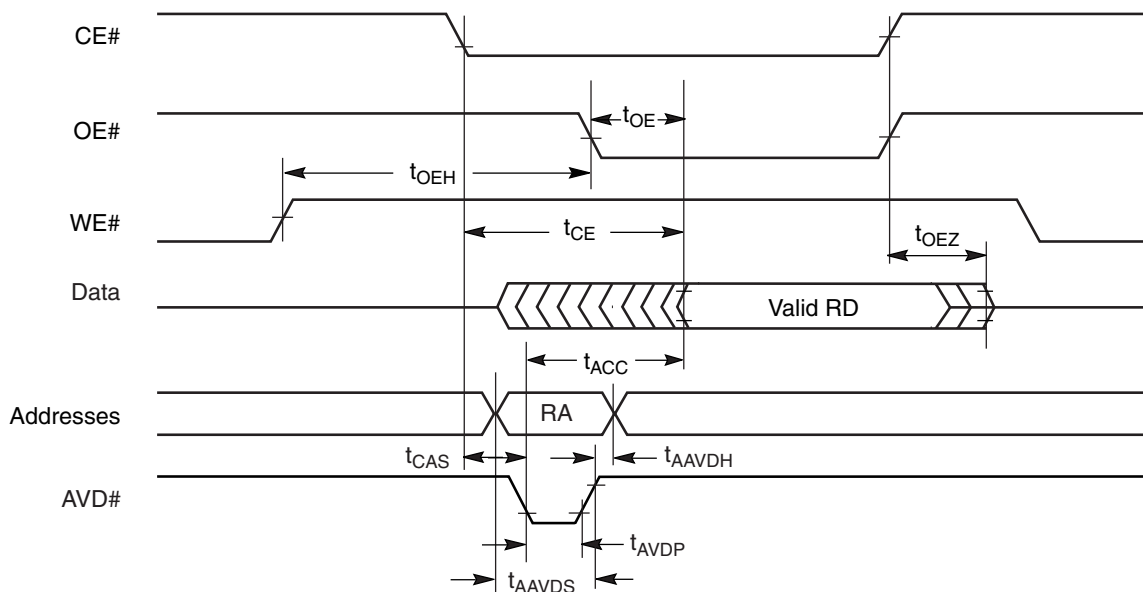 CE#
OE#
tOE
tOEH
WE#
tCE
tOEZ
Data
Valid RD
tACC
Addresses
RA
tCAS
tAAVDH
AVD#
tAVDP
tAAVDS